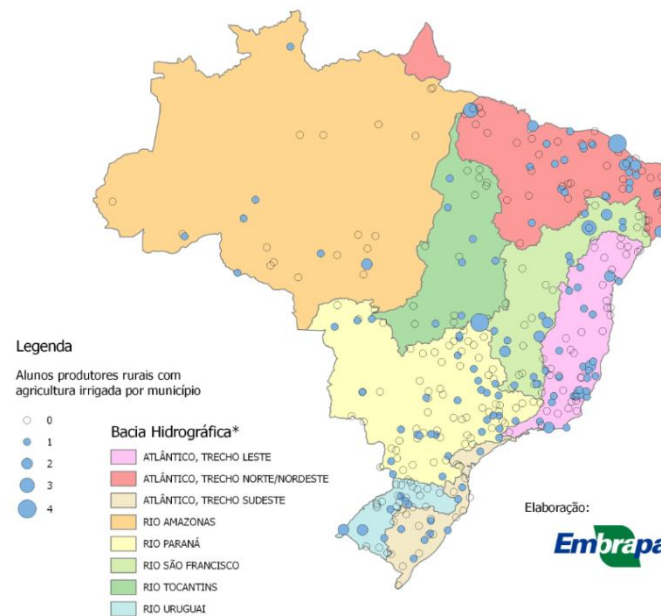 Legenda
Alunos produtores rurais com
agricultura irrigada por município
0
1
2
3
4
Bacia Hidrográfica*
ATLÂNTICO, TRECHO LESTE
ATLÂNTICO, TRECHO NORTE/NORDESTE
ATLÂNTICO, TRECHO SUDESTE
RIO AMAZONAS
RIO PARANÁ
RIO SÃO FRANCISCO
RIO TOCANTINS
RIO URUGUAI
Elaboração:
Embrapa